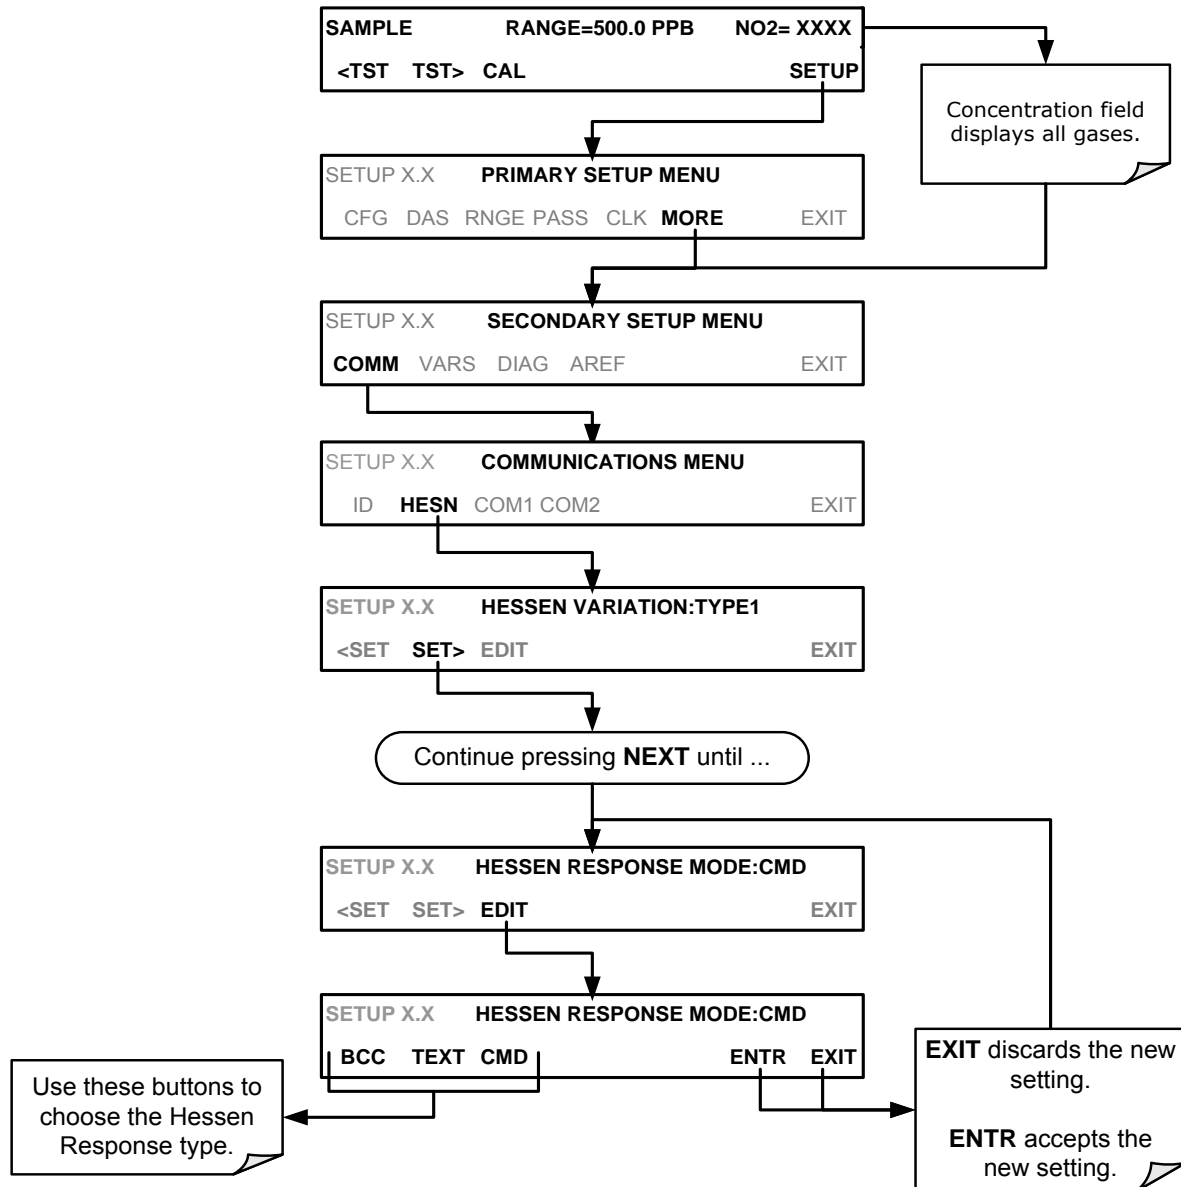 SAMPLE RANGE=500.0 PPB NO2= XXXX
<TST TST> CAL SETUP
Concentration field
displays all gases.
SETUP X.X PRIMARY SETUP MENU
CFG DAS RNGE PASS CLK MORE EXIT
SETUP X.X SECONDARY SETUP MENU
COMM VARS DIAG AREF EXIT
SETUP X.X COMMUNICATIONS MENU
ID HESN COM1 COM2 EXIT
SETUP X.X HESSEN VARIATION:TYPE1
<SET SET> EDIT EXIT
Continue pressing NEXT until ...
SETUP X.X HESSEN RESPONSE MODE:CMD
<SET SET> EDIT EXIT
SETUP X.X HESSEN RESPONSE MODE:CMD
BCC TEXT CMD ENTR EXIT
Use these buttons to
choose the Hessen
Response type.
EXIT discards the new
setting.
ENTR accepts the
new setting.